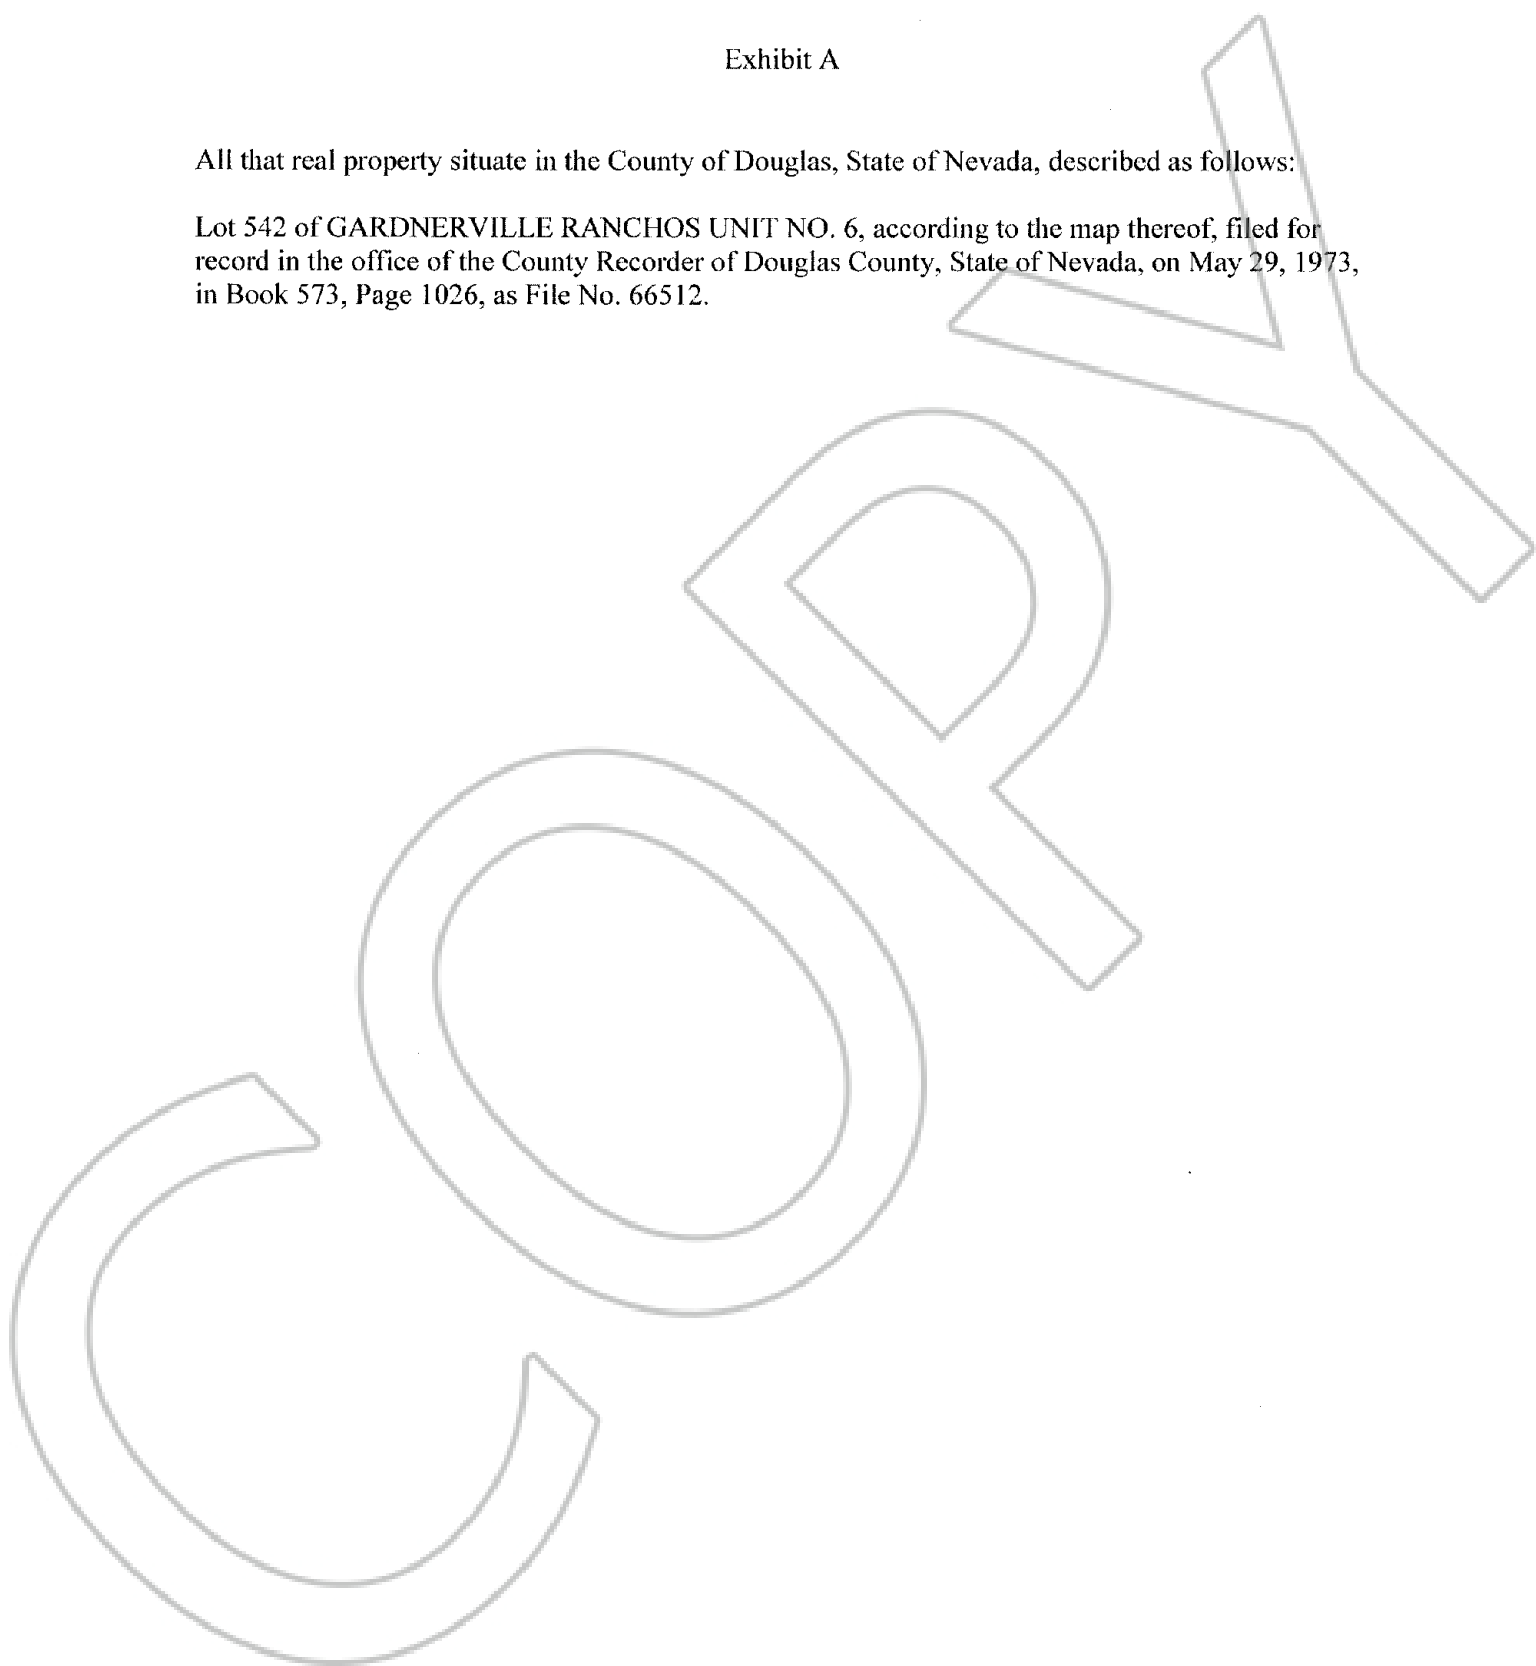 Exhibit A
All that real property situate in the County of Douglas, State of Nevada, described as follows:
Lot 542 of GARDNERVILLE RANCHOS UNIT NO. 6, according to the map thereof, filed for
record in the office of the County Recorder of Douglas County, State of Nevada, on May 29, 1973,
in Book 573, Page 1026, as File No. 66512.
COPY